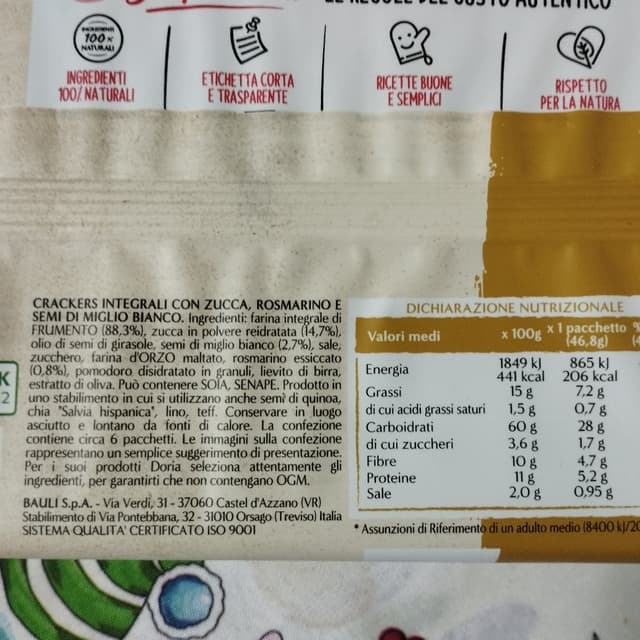 INGREDIENTI
100% NATURALI
100%
NATURALI
ETICHETTA CORTA
E TRASPARENTE
RICETTE BUONE
E SEMPLICI
RISPETTO
PER LA NATURA
CRACKERS INTEGRALI CON ZUCCA, ROSMARINO E
SEMI DI MIGLIO BIANCO. Ingredienti: farina integrale di
FRUMENTO (88,3%), zucca in polvere reidratata (14,7%),
olio di semi di girasole, semi di miglio bianco (2,7%), sale,
zucchero, farina d'ORZO maltato, rosmarino essiccato
(0,8%), pomodoro disidratato in granuli, lievito di birra,
estratto di oliva. Può contenere SOIA, SENAPE. Prodotto in
uno stabilimento in cui si utilizzano anche semi di quinoa,
chia "Salvia hispanica", lino, teff. Conservare in luogo
asciutto e lontano da fonti di calore. La confezione
contiene circa 6 pacchetti. Le immagini sulla confezione
rappresentano un semplice suggerimento di presentazione.
Per i suoi prodotti Doria seleziona attentamente gli
ingredienti, per garantirti che non contengano OGM.
BAULI S.p.A. - Via Verdi, 31 - 37060 Castel d'Azzano (VR)
Stabilimento di Via Pontebbana, 32 - 31010 Orsago (Treviso) Italia
SISTEMA QUALITA' CERTIFICATO ISO 9001
K
2
DICHIARAZIONE NUTRIZIONALE
Valori medi x 100g x 1 pacchetto %
(46,8g) (4
Energia 1849 kJ 865 kJ
441 kcal 206 kcal
Grassi 15 g 7,2 g
di cui acidi grassi saturi 1,5 g 0,7 g
Carboidrati 60 g 28 g
di cui zuccheri 3,6 g 1,7 g
Fibre 10 g 4,7 g
Proteine 11 g 5,2 g
Sale 2,0 g 0,95 g
* Assunzioni di Riferimento di un adulto medio (8400 kJ/20